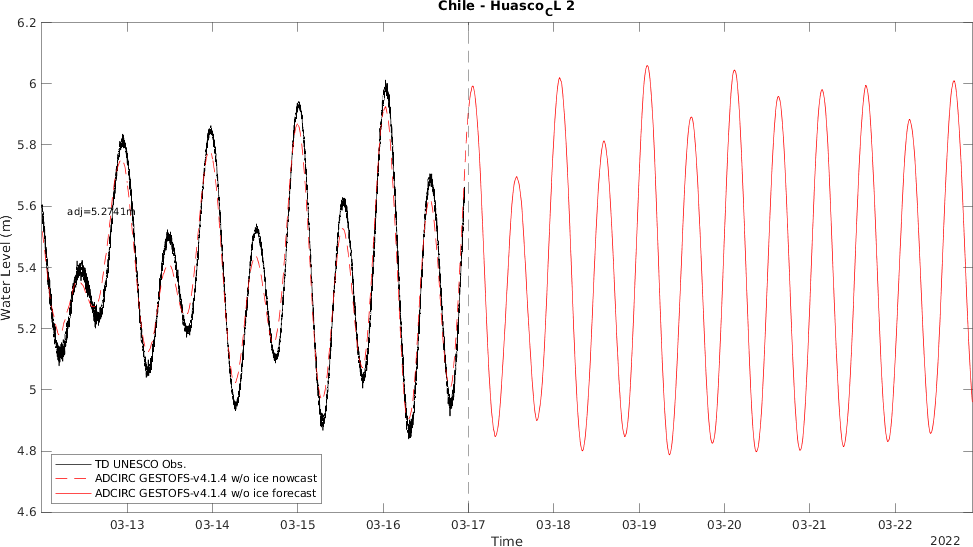 Chile - Huasco_CL 2
6.2
6
5.8
5.6
5.4
5.2
5
4.8
4.6
Water Level (m)
adj=5.2741m
TD UNESCO Obs.
ADCIRC GESTOFS-v4.1.4 w/o ice nowcast
ADCIRC GESTOFS-v4.1.4 w/o ice forecast
03-13 03-14 03-15 03-16 03-17 03-18 03-19 03-20 03-21 03-22
Time
2022